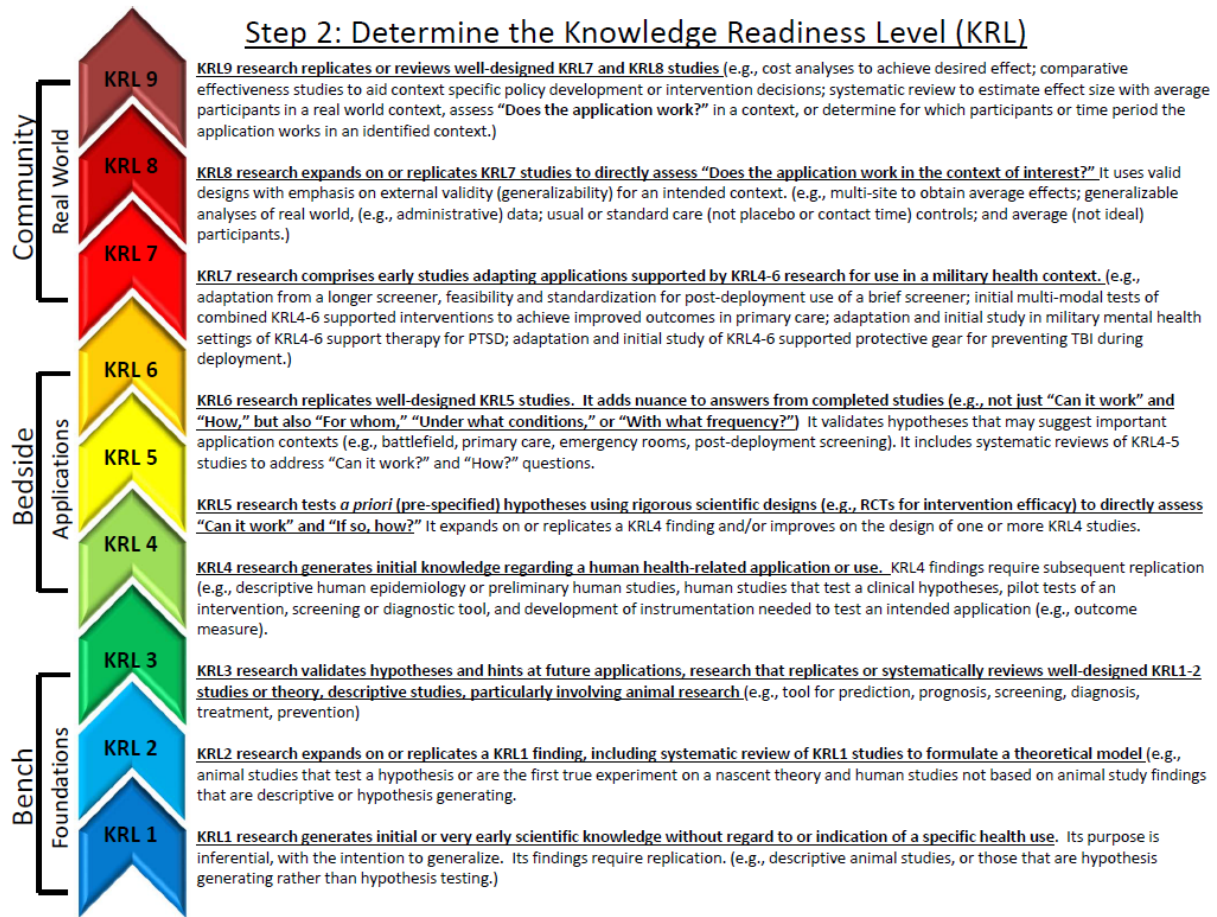 Step 2: Determine the Knowledge Readiness Level (KRL)
KRL 9
KRL9 research replicates or reviews well-designed KRL7 and KRL8 studies (e.g., cost analyses to achieve desired effect; comparative
effectiveness studies to aid context specific policy development or intervention decisions; systematic review to estimate effect size with average
participants in a real world context, assess "Does the application work?" in a context, or determine for which participants or time period the
application works in an identified context.)
Community
Real World
KRL 8
KRL8 research expands on or replicates KRL7 studies to directly assess "Does the application work in the context of interest?" It uses valid
designs with emphasis on external validity (generalizability) for an intended context. (e.g., multi-site to obtain average effects; generalizable
analyses of real world, (e.g., administrative) data; usual or standard care (not placebo or contact time) controls; and average (not ideal)
participants.)
KRL 7
KRL7 research comprises early studies adapting applications supported by KRL4-6 research for use in a military health context. (e.g.,
adaptation from a longer screener, feasibility and standardization for post-deployment use of a brief screener; initial multi-modal tests of
combined KRL4-6 supported interventions to achieve improved outcomes in primary care; adaptation and initial study in military mental health
settings of KRL4-6 support therapy for PTSD; adaptation and initial study of KRL4-6 supported protective gear for preventing TBI during
deployment.)
KRL 6
KRL6 research replicates well-designed KRL5 studies. It adds nuance to answers from completed studies (e.g., not just "Can it work" and
"How," but also "For whom," "Under what conditions," or "With what frequency?") It validates hypotheses that may suggest important
application contexts (e.g., battlefield, primary care, emergency rooms, post-deployment screening). It includes systematic reviews of KRL4-5
studies to address "Can it work?" and "How?" questions.
Bedside
Applications
KRL 5
KRL5 research tests a priori (pre-specified) hypotheses using rigorous scientific designs (e.g., RCTs for intervention efficacy) to directly assess
"Can it work" and "If so, how?" It expands on or replicates a KRL4 finding and/or improves on the design of one or more KRL4 studies.
KRL 4
KRL4 research generates initial knowledge regarding a human health-related application or use. KRL4 findings require subsequent replication
(e.g., descriptive human epidemiology or preliminary human studies, human studies that test a clinical hypotheses, pilot tests of an
intervention, screening or diagnostic tool, and development of instrumentation needed to test an intended application (e.g., outcome
measure).
KRL 3
KRL3 research validates hypotheses and hints at future applications, research that replicates or systematically reviews well-designed KRL1-2
studies or theory, descriptive studies, particularly involving animal research (e.g., tool for prediction, prognosis, screening, diagnosis,
treatment, prevention)
Bench
Foundations
KRL 2
KRL2 research expands on or replicates a KRL1 finding, including systematic review of KRL1 studies to formulate a theoretical model (e.g.,
animal studies that test a hypothesis or are the first true experiment on a nascent theory and human studies not based on animal study findings
that are descriptive or hypothesis generating.
KRL 1
KRL1 research generates initial or very early scientific knowledge without regard to or indication of a specific health use. Its purpose is
inferential, with the intention to generalize. Its findings require replication. (e.g., descriptive animal studies, or those that are hypothesis
generating rather than hypothesis testing.)